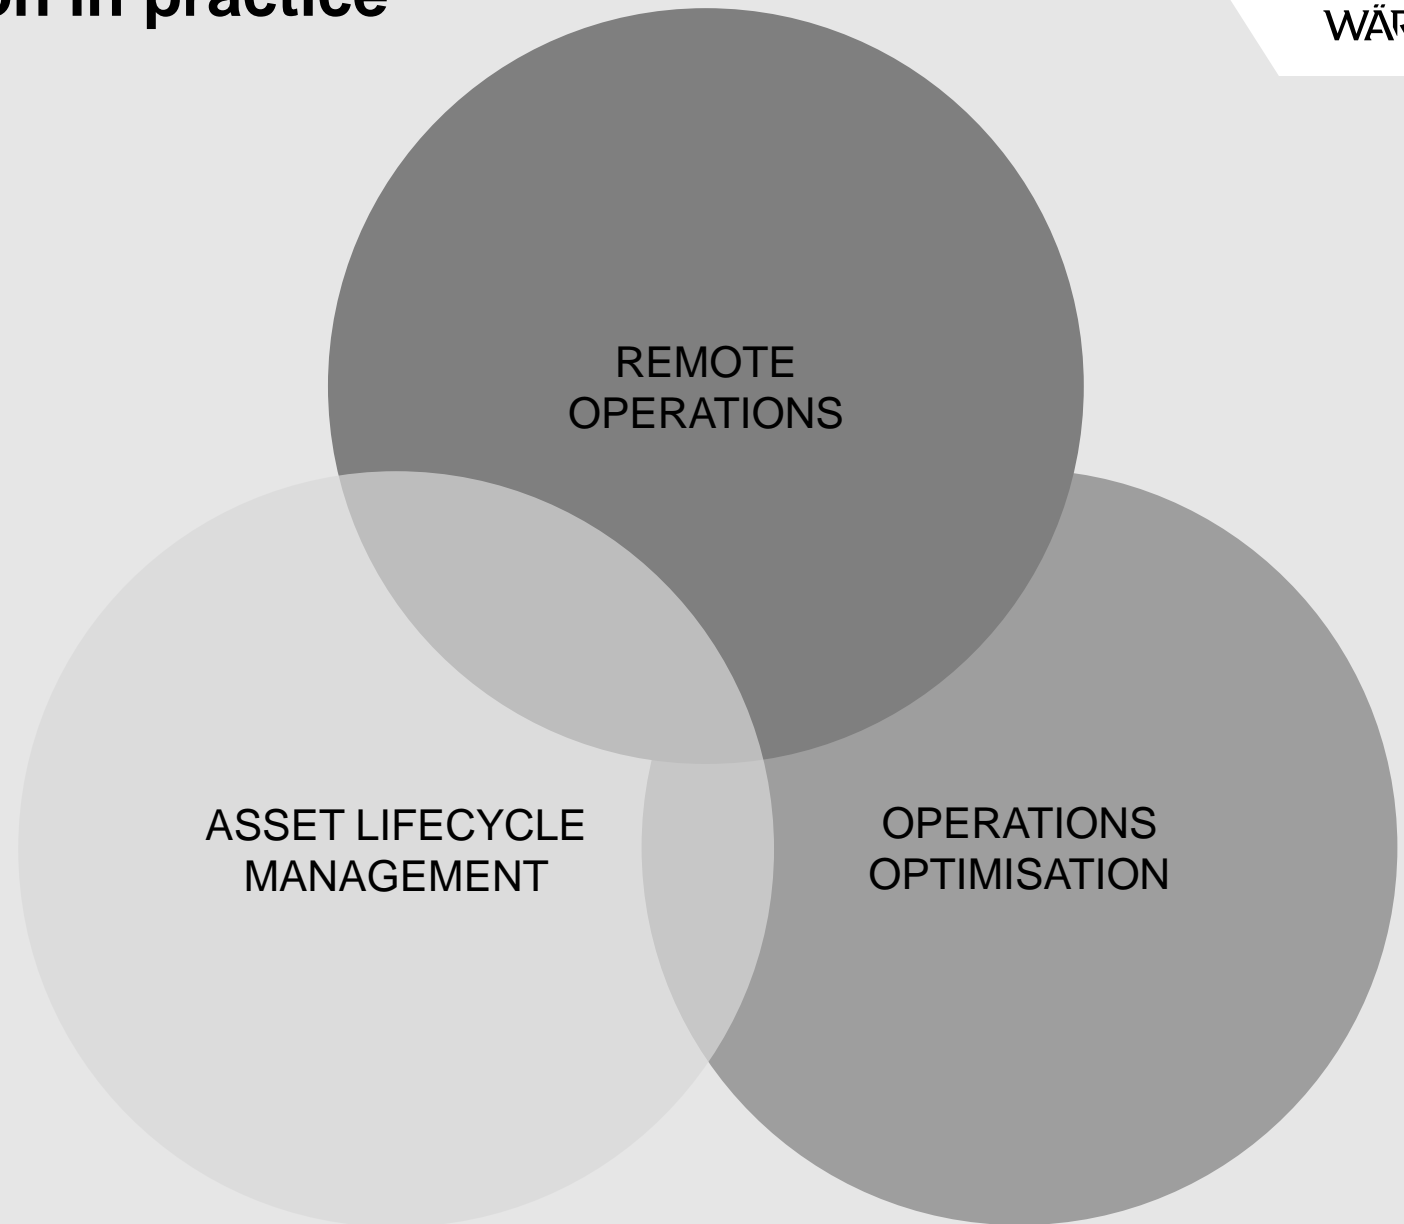 on in practice
WÄR
REMOTE
OPERATIONS
ASSET LIFECYCLE
MANAGEMENT
OPERATIONS
OPTIMISATION